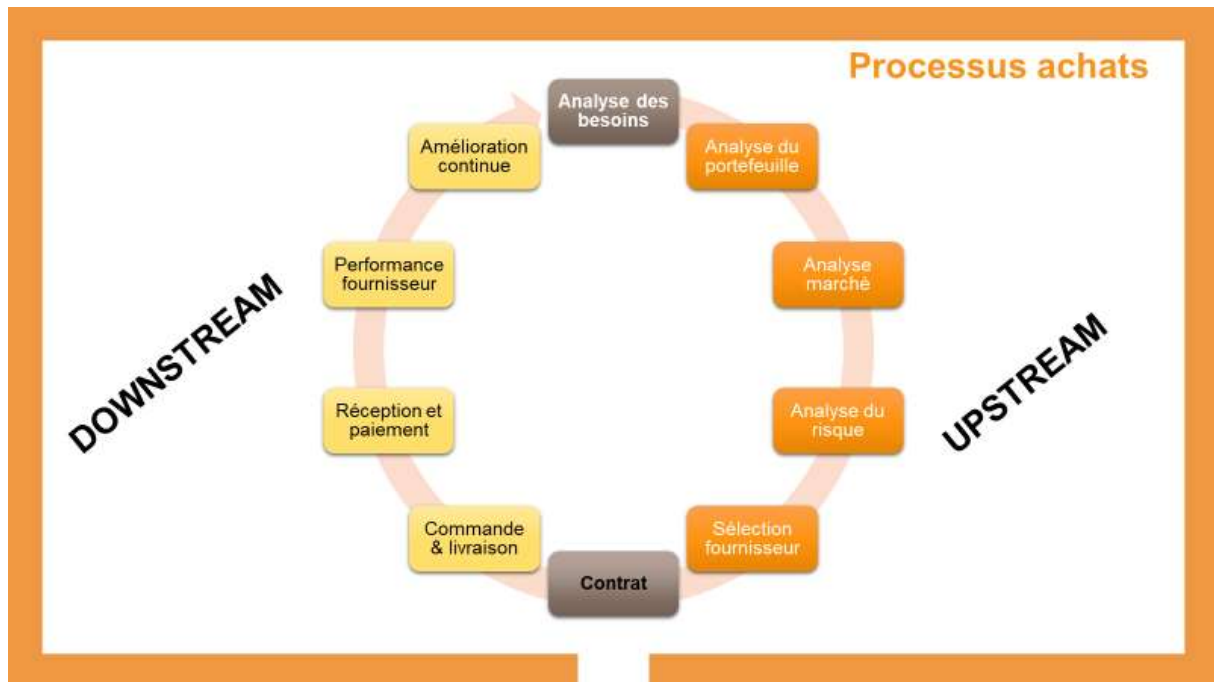 Processus achats
Analyse des
besoins
Analyse du
portefeuille
Analyse
marché
Analyse du
risque
Sélection
fournisseur
Contrat
Commande
& livraison
Réception et
paiement
Performance
fournisseur
Amélioration
continue
DOWNSTREAM
UPSTREAM